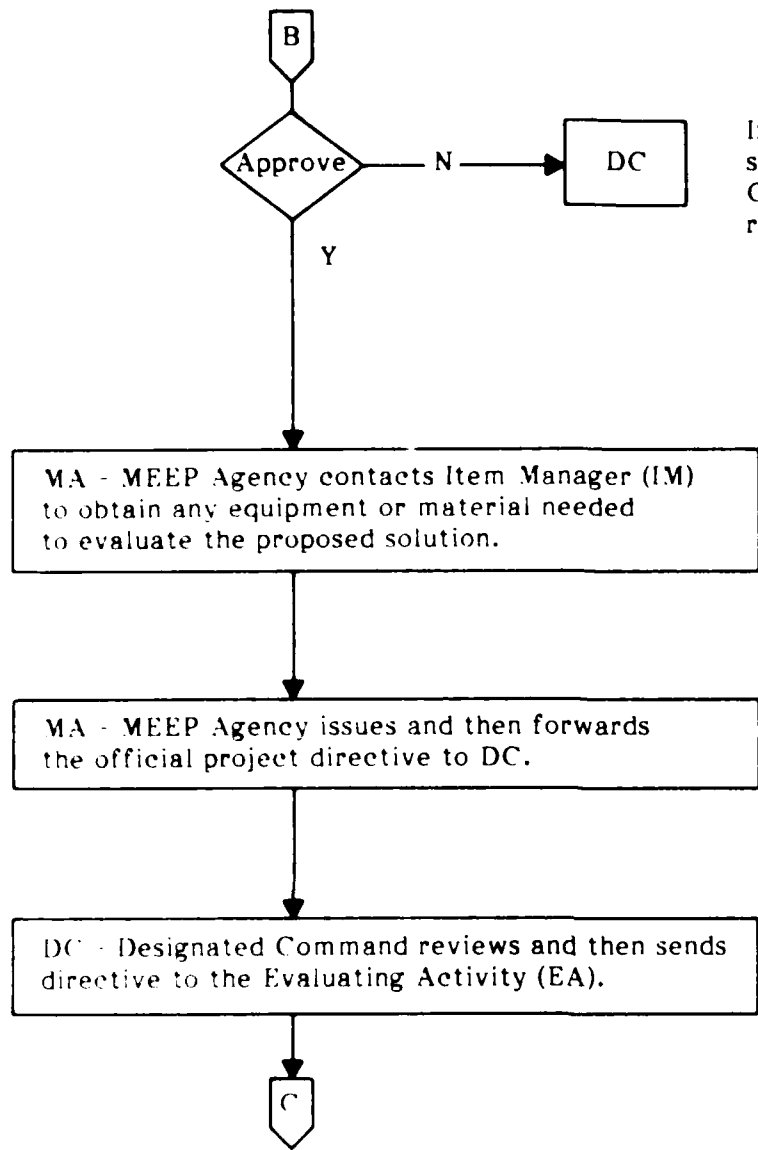 B
Approve
N
DC
Y
MA - MEEP Agency contacts Item Manager (IM)
to obtain any equipment or material needed
to evaluate the proposed solution.
MA - MEEP Agency issues and then forwards
the official project directive to DC.
DC - Designated Command reviews and then sends
directive to the Evaluating Activity (EA).
C